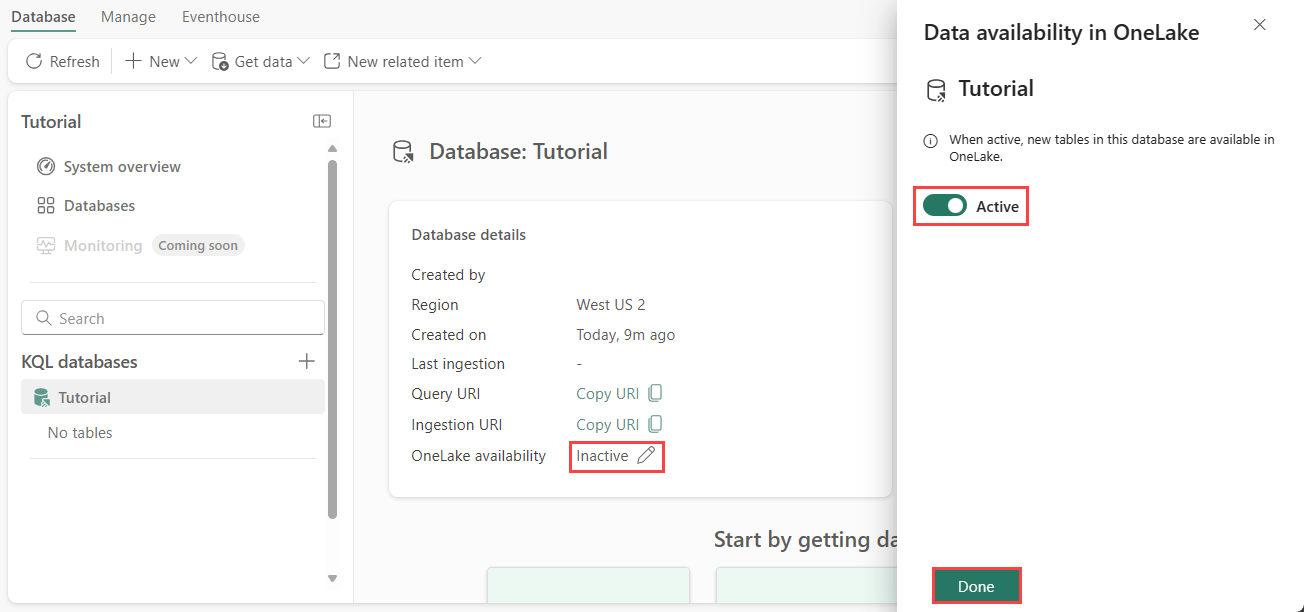 Database Manage Eventhouse
Refresh New Get data New related item
Tutorial
System overview
Databases
Monitoring Coming soon
Search
KQL databases
Tutorial
No tables
Database: Tutorial
Database details
Created by
Region West US 2
Created on Today, 9m ago
Last ingestion -
Query URI Copy URI
Ingestion URI Copy URI
OneLake availability Inactive
Start by getting da
Data availability in OneLake
Tutorial
When active, new tables in this database are available in
OneLake.
Active
Done